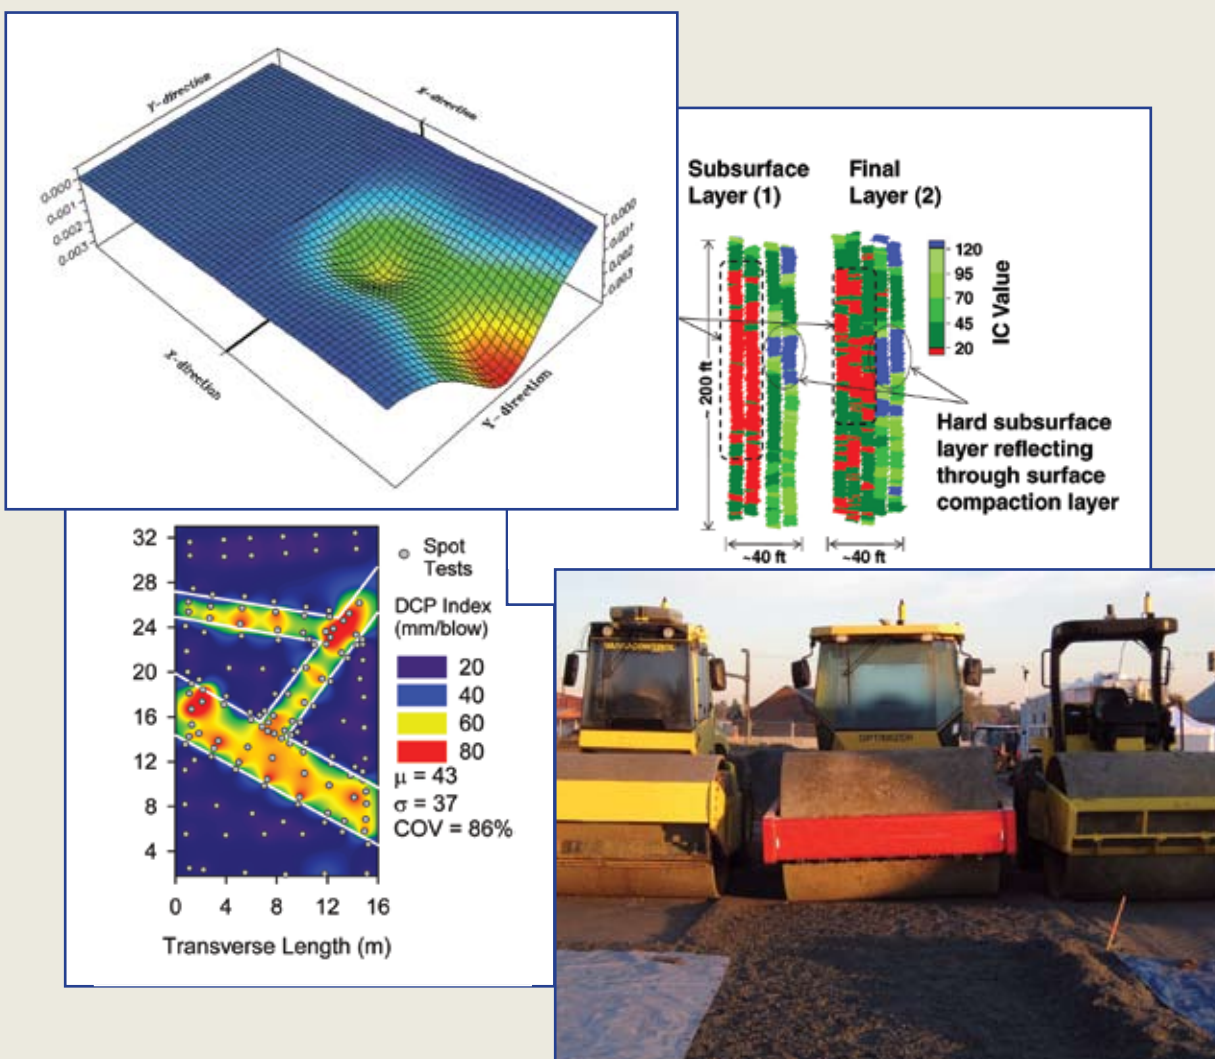 Y-direction
X-direction
0.000
0.001
0.002
0.003
0.000
0.001
0.002
0.003
X-direction
Y-direction
Subsurface
Layer (1)
Final
Layer (2)
120
95
70
45
20
IC Value
~ 200 ft
Hard subsurface
layer reflecting
through surface
compaction layer
~40 ft
~40 ft
32
28
24
20
16
12
8
4
0 4 8 12 16
Transverse Length (m)
Spot
Tests
DCP Index
(mm/blow)
20
40
60
80
μ = 43
σ = 37
COV = 86%